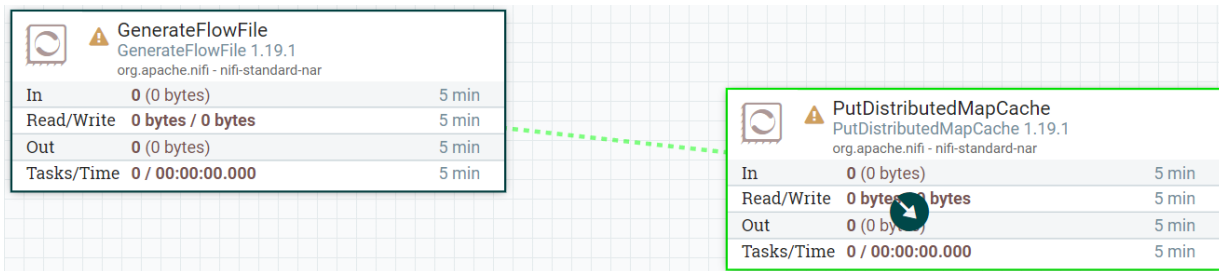 GenerateFlowFile
GenerateFlowFile 1.19.1
org.apache.nifi - nifi-standard-nar
In 0 (0 bytes) 5 min
Read/Write 0 bytes / 0 bytes 5 min
Out 0 (0 bytes) 5 min
Tasks/Time 0 / 00:00:00.000 5 min
PutDistributedMapCache
PutDistributedMapCache 1.19.1
org.apache.nifi - nifi-standard-nar
In 0 (0 bytes) 5 min
Read/Write 0 bytes 0 bytes 5 min
Out 0 (0 5 min
Tasks/Time 0 / 00:00:00.000 5 min